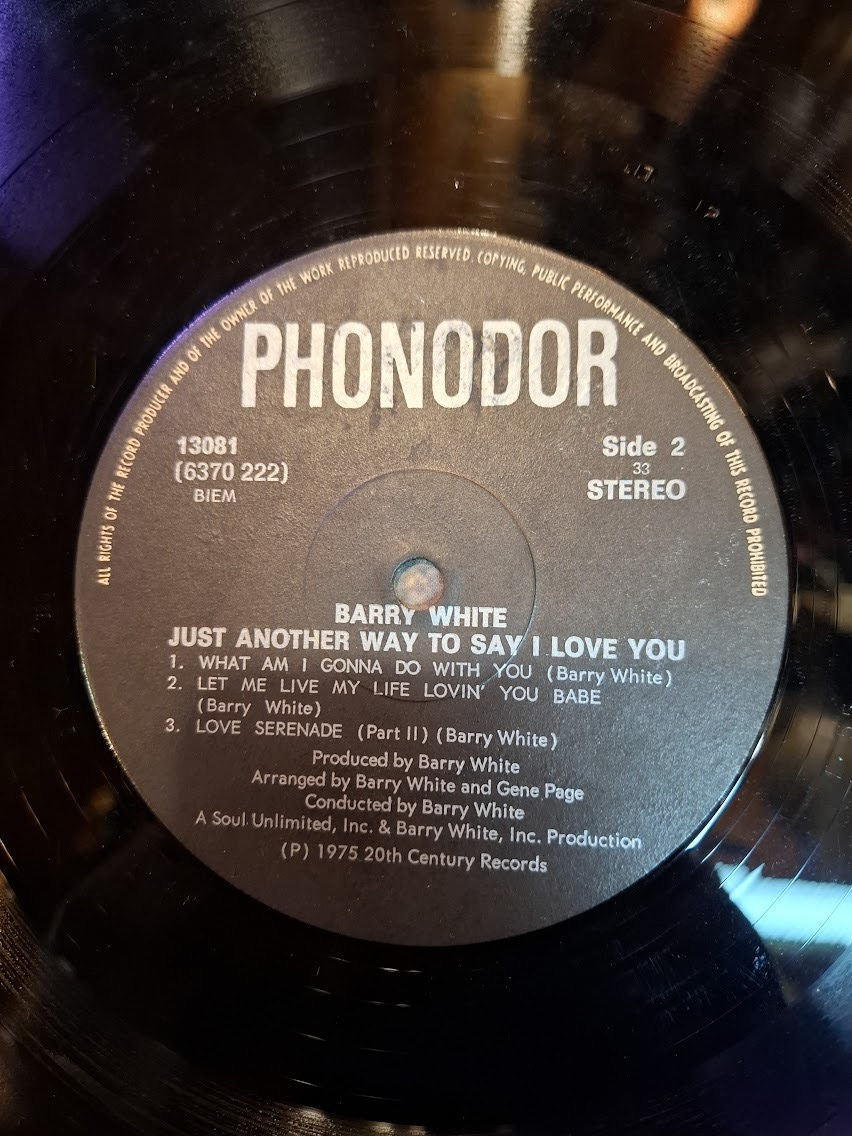 ALL RIGHTS OF THE RECORD PRODUCER AND OF THE OWNER OF THE WORK REPRODUCED RESERVED. COPYING, PUBLIC PERFORMANCE AND BROADCASTING OF THIS RECORD PROHIBITED
PHONODOR
13081
(6370 222)
BIEM
Side 2
33
STEREO
BARRY WHITE
JUST ANOTHER WAY TO SAY I LOVE YOU
1. WHAT AM I GONNA DO WITH YOU (Barry White)
2. LET ME LIVE MY LIFE LOVIN' YOU BABE
(Barry White)
3. LOVE SERENADE (Part II) (Barry White)
Produced by Barry White
Arranged by Barry White and Gene Page
Conducted by Barry White
A Soul Unlimited, Inc. & Barry White, Inc. Production
(P) 1975 20th Century Records